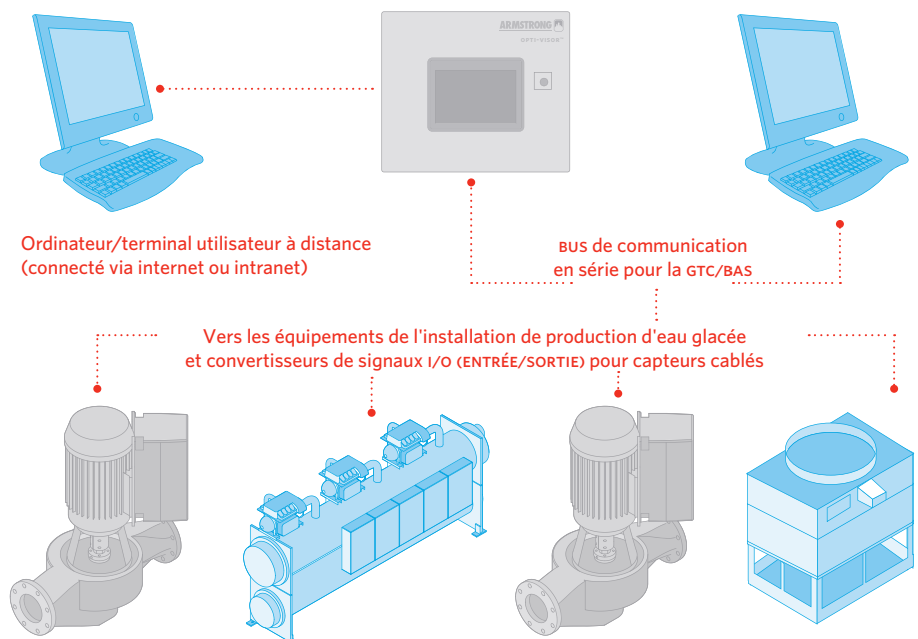 ARMSTRONG
OPTI-VISOR™
Ordinateur/terminal utilisateur à distance
(connecté via internet ou intranet)
BUS de communication
en série pour la GTC/BAS
Vers les équipements de l'installation de production d'eau glacée
et convertisseurs de signaux I/O (ENTRÉE/SORTIE) pour capteurs cablés